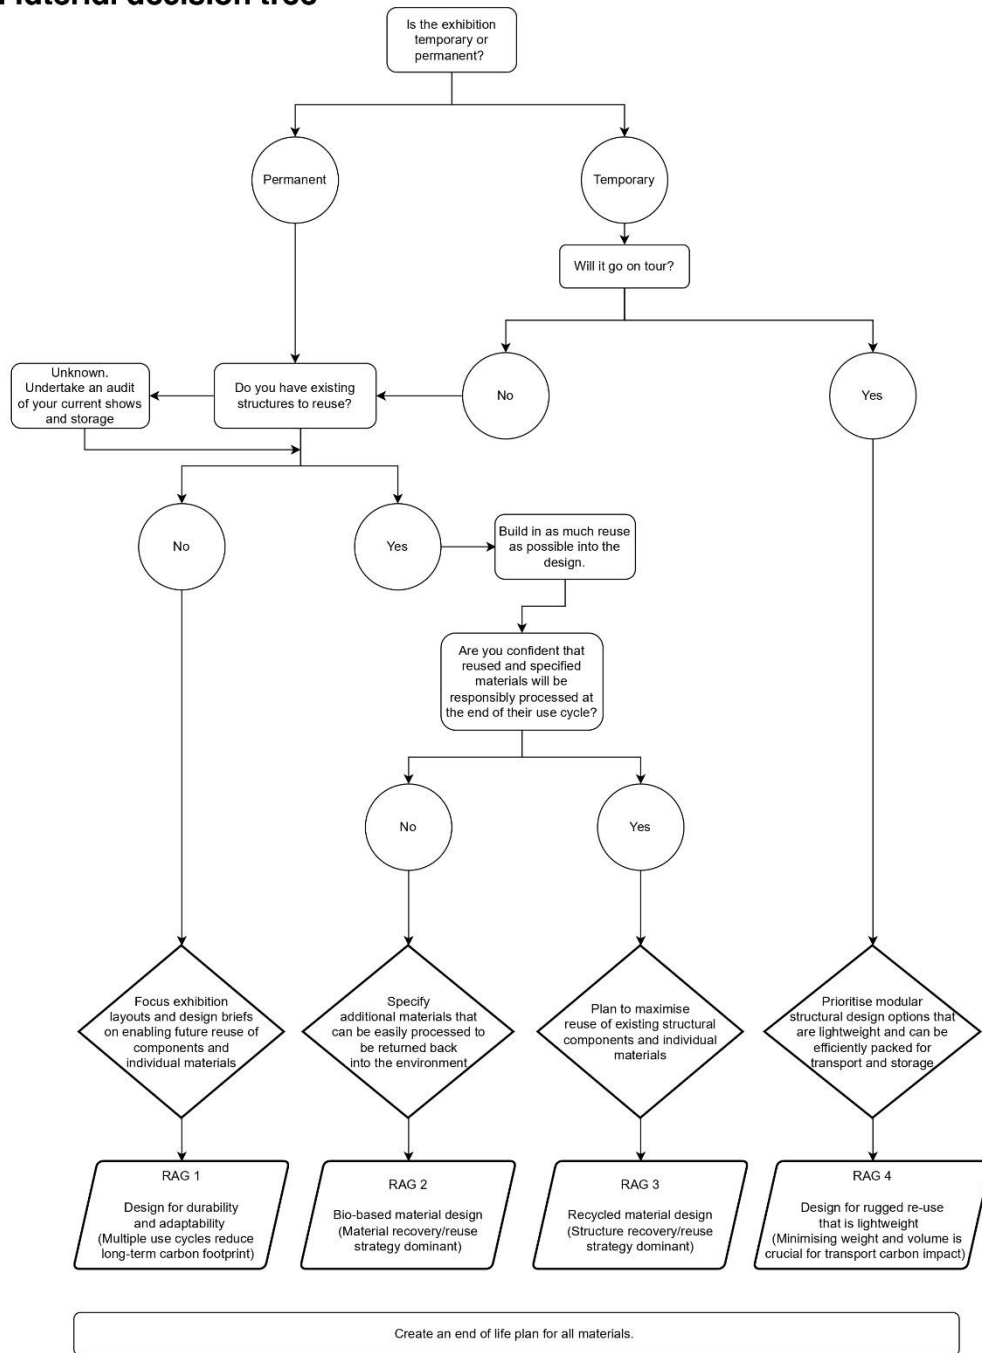 Material decision tree
Is the exhibition
temporary or
permanent?
Permanent
Temporary
Will it go on tour?
Unknown.
Undertake an audit
of your current shows
and storage
Do you have existing
structures to reuse?
No
Yes
No
Yes
Build in as much reuse
as possible into the
design.
Are you confident that
reused and specified
materials will be
responsibly processed at
the end of their use cycle?
No
Yes
Focus exhibition
layouts and design briefs
on enabling future reuse of
components and
individual materials
Specify
additional materials that
can be easily processed to
be returned back
into the environment
Plan to maximise
reuse of existing structural
components and individual
materials
Prioritise modular
structural design options that
are lightweight and can be
efficiently packed for
transport and storage
RAG 1
Design for durability
and adaptability
(Multiple use cycles reduce
long-term carbon footprint)
RAG 2
Bio-based material design
(Material recovery/reuse
strategy dominant)
RAG 3
Recycled material design
(Structure recovery/reuse
strategy dominant)
RAG 4
Design for rugged re-use
that is lightweight
(Minimising weight and volume is
crucial for transport carbon impact)
Create an end of life plan for all materials.